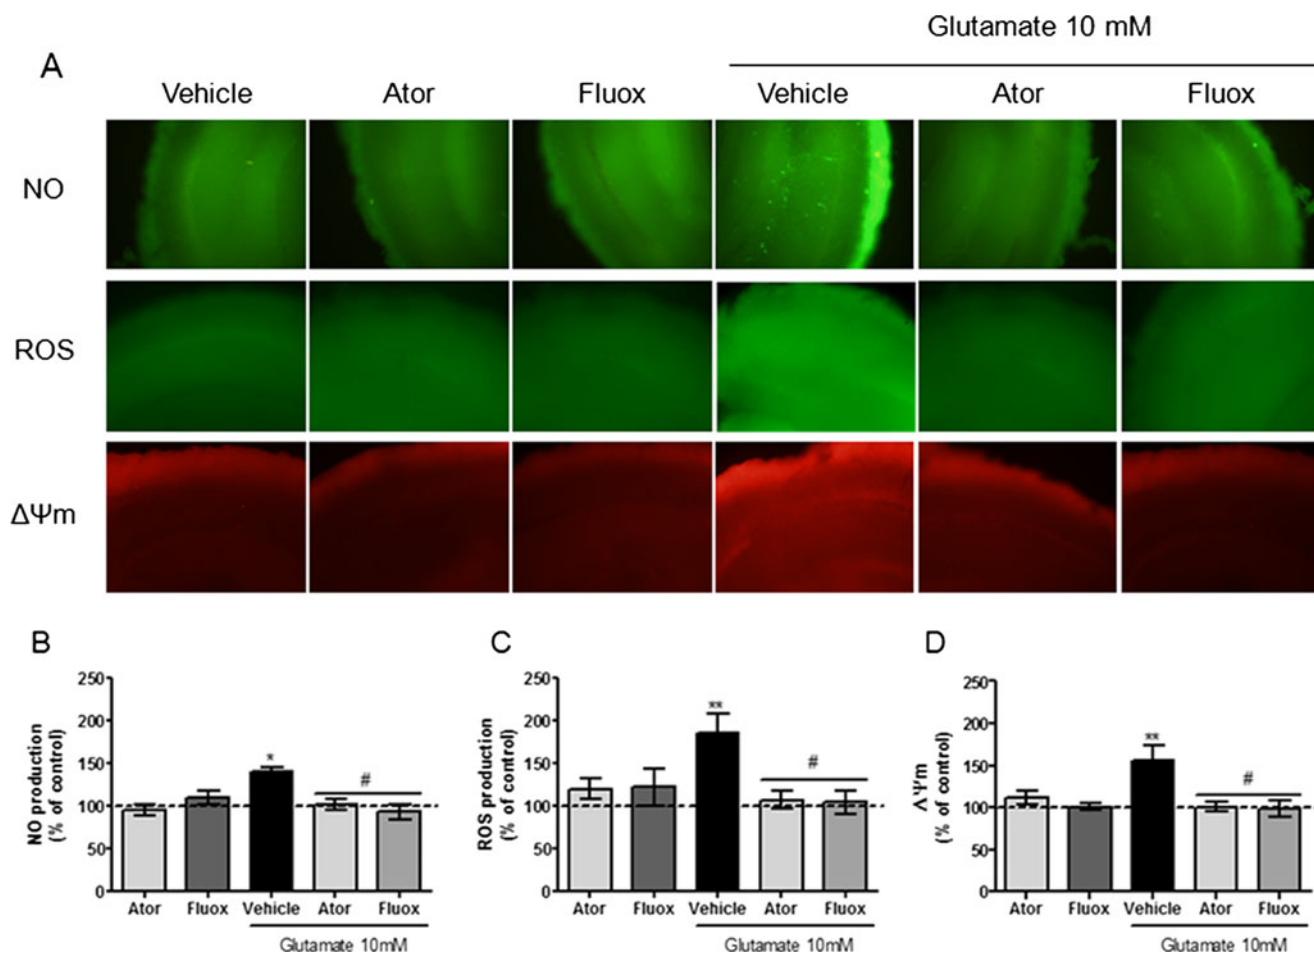 Glutamate 10 mM
A
Vehicle Ator Fluox Vehicle Ator Fluox
NO
ROS
ΔΨm
B
NO production
(% of control)
250
200
150
100
50
0
*
#
Ator Fluox Vehicle Ator Fluox
Glutamate 10mM
C
ROS production
(% of control)
250
200
150
100
50
0
**
#
Ator Fluox Vehicle Ator Fluox
Glutamate 10mM
D
ΔΨm
(% of control)
250
200
150
100
50
0
**
#
Ator Fluox Vehicle Ator Fluox
Glutamate 10mM